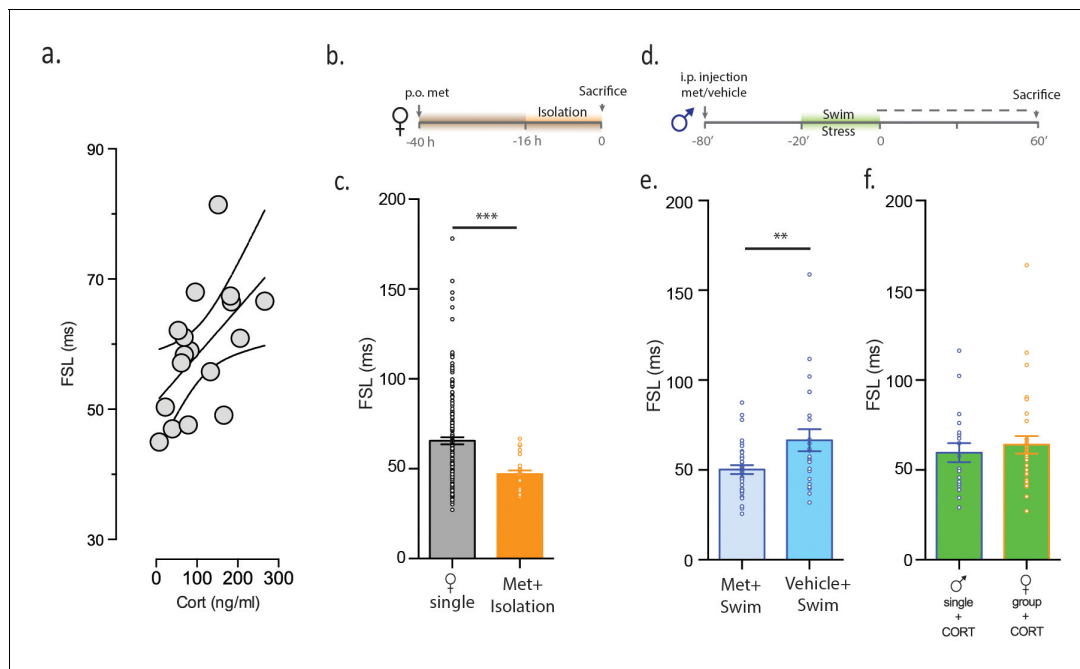 a.
90
70
50
30
FSL (ms)
0 100 200 300
Cort (ng/ml)
b.
p.o. met
Isolation
Sacrifice
♀
-40 h -16 h 0
c.
***
200
150
100
50
0
FSL (ms)
♀
single
Met+
Isolation
d.
i.p. injection
met/vehicle
Sacrifice
♂
Swim
Stress
-80’ -20’ 0 60’
e.
**
200
150
100
50
0
FSL (ms)
Met+
Swim
Vehicle+
Swim
f.
200
150
100
50
0
FSL (ms)
♂
single
+
CORT
♀
group
+
CORT